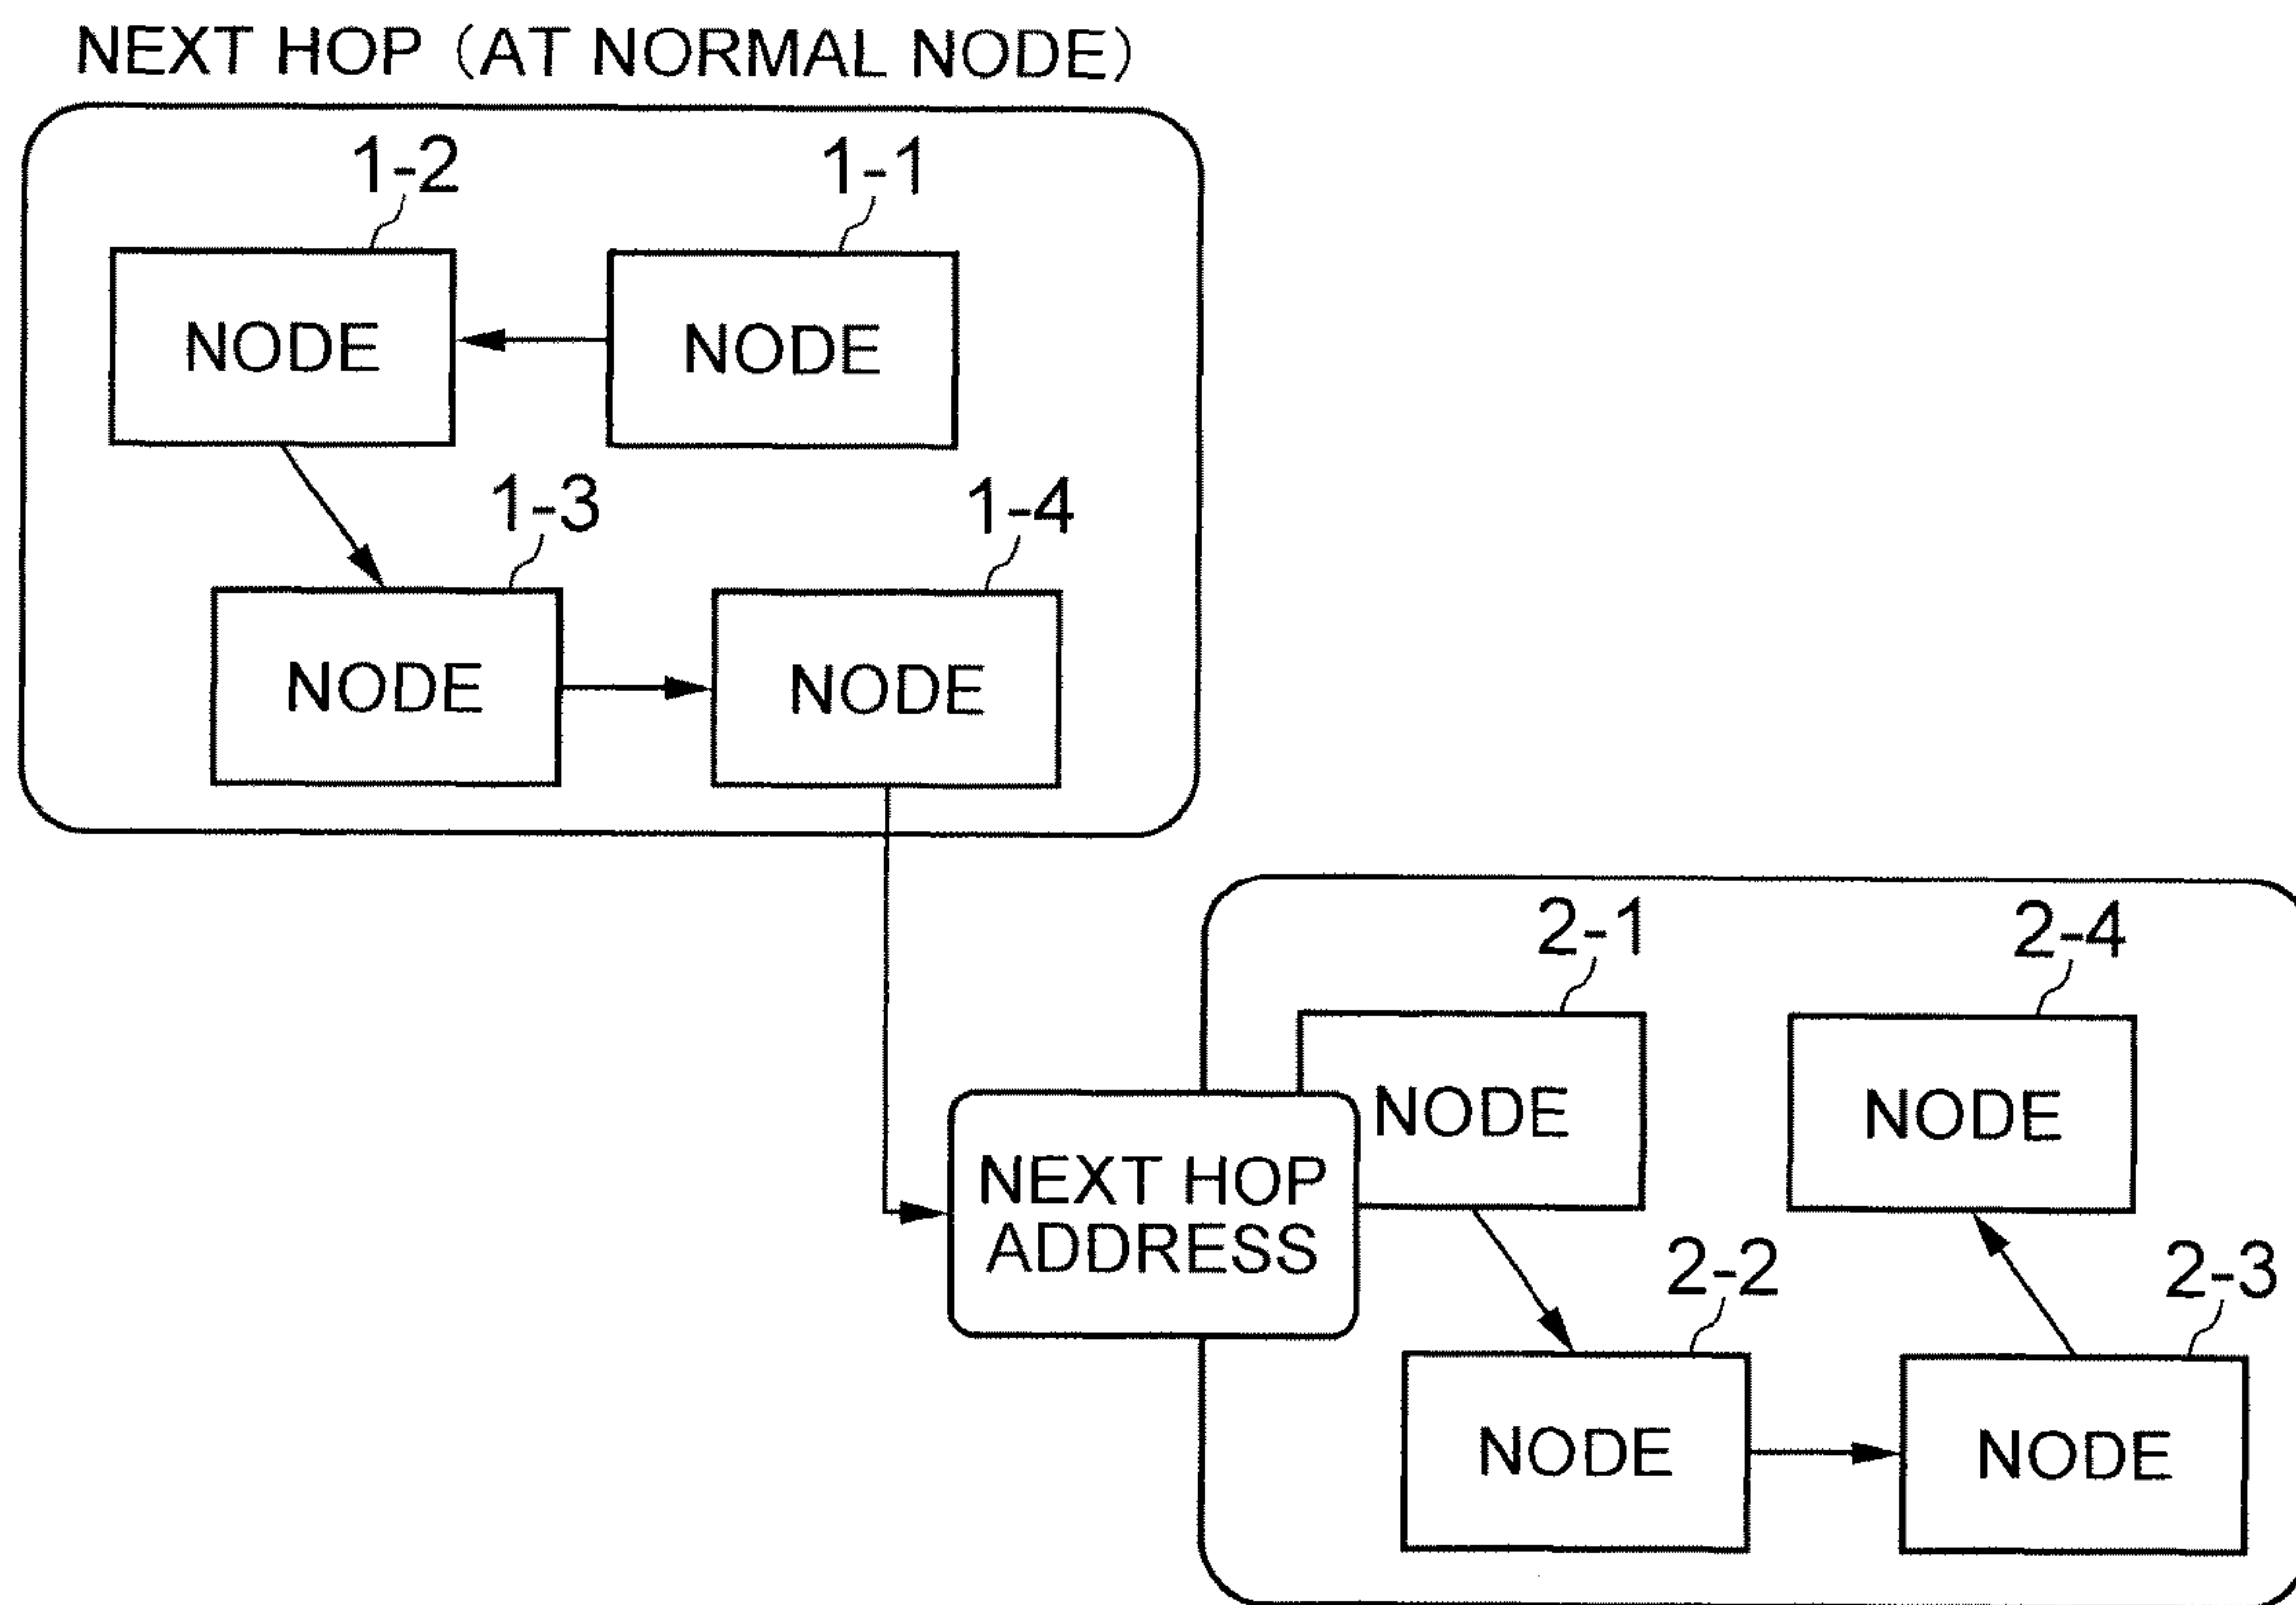 NEXT HOP (AT NORMAL NODE)
1-2
1-1
NODE
NODE
1-3
1-4
NODE
NODE
2-1
2-4
NODE
NODE
NEXT HOP
ADDRESS
2-2
2-3
NODE
NODE